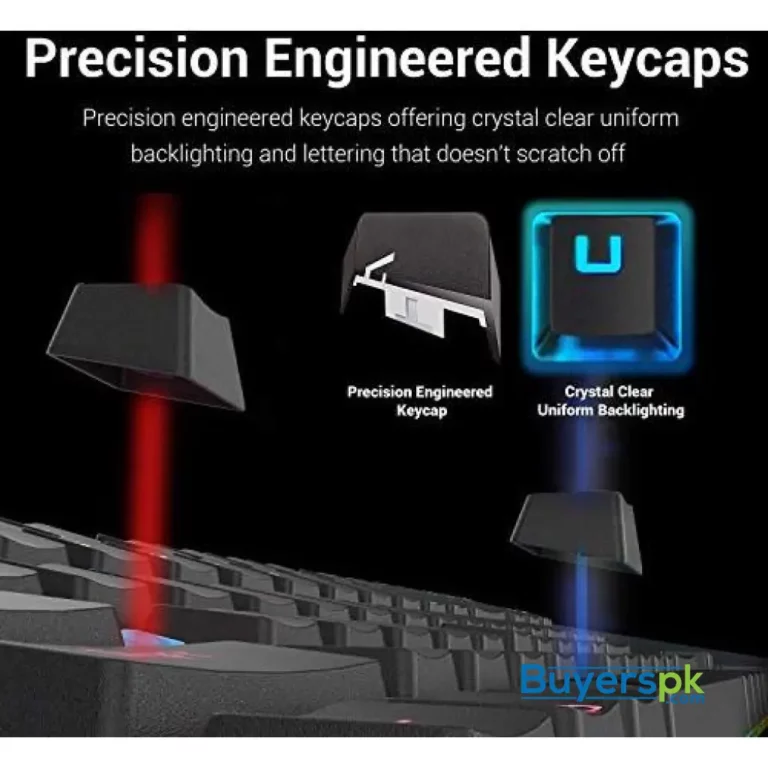 Precision Engineered Keycaps
Precision engineered keycaps offering crystal clear uniform
backlighting and lettering that doesn't scratch off
U
Precision Engineered
Keycap
Crystal Clear
Uniform Backlighting
Buyerspk
.com